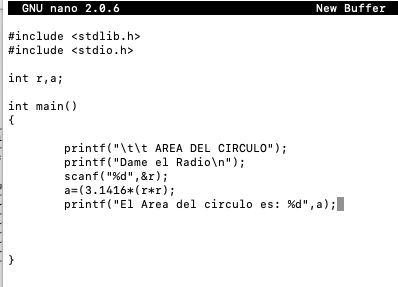 GNU nano 2.0.6 New Buffer
#include <stdlib.h>
#include <stdio.h>
int r,a;
int main()
{
printf("\t\t AREA DEL CIRCULO");
printf("Dame el Radio\n");
scanf("%d",&r);
a=(3.1416*(r*r);
printf("El Area del circulo es: %d",a);
}